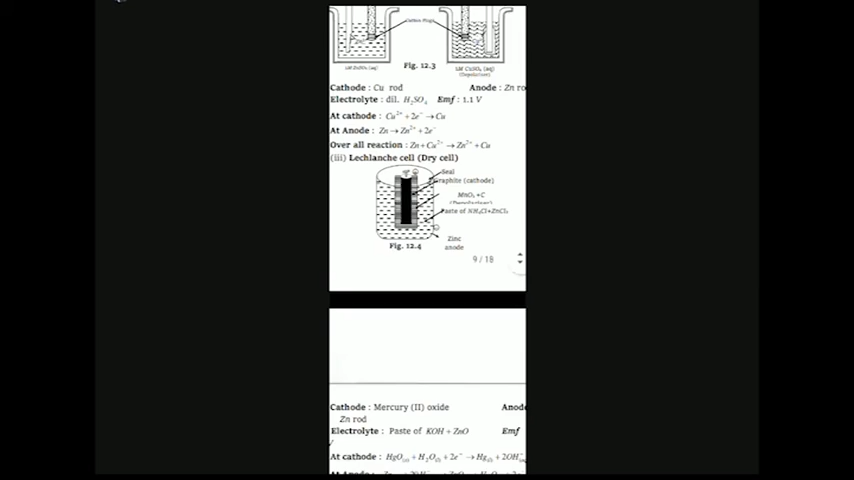 Cotton Plugs
1M ZnSO₄ (aq)
Fig. 12.3
1M CuSO₄ (aq)
(Depolariser)
Cathode : Cu rod Anode : Zn ro
Electrolyte : dil. H₂SO₄ Emf : 1.1 V
At cathode : Cu²⁺ + 2e⁻ → Cu
At Anode : Zn → Zn²⁺ + 2e⁻
Over all reaction : Zn + Cu²⁺ → Zn²⁺ + Cu
(iii) Lechlanche cell (Dry cell)
Seal
Graphite (cathode)
MnO₂ + C
(Depolariser)
Paste of NH₄Cl+ZnCl₂
Zinc
anode
Fig. 12.4
9 / 18
Cathode : Mercury (II) oxide Anode
Zn rod
Electrolyte : Paste of KOH + ZnO Emf
V
At cathode : HgO₍ₛ₎ + H₂O₍ₗ₎ + 2e⁻ → Hg₍ₗ₎ + 2OH⁻